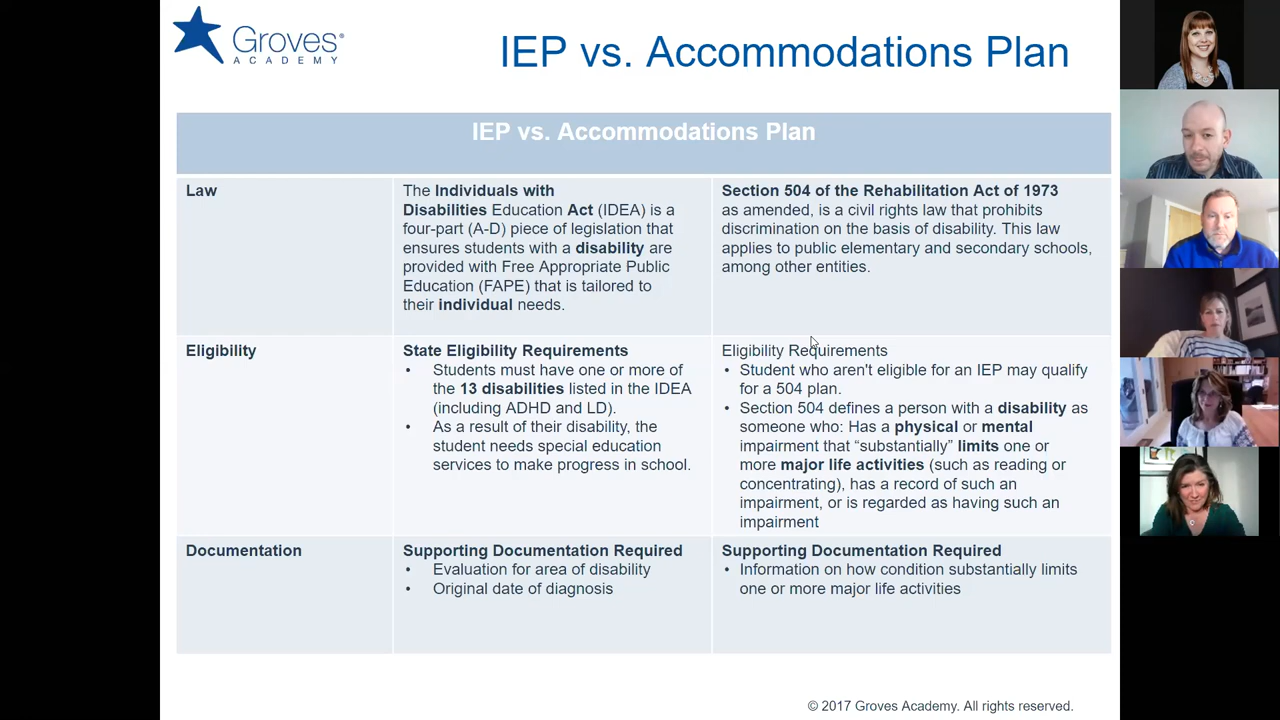 Groves®
ACADEMY
IEP vs. Accommodations Plan
IEP vs. Accommodations Plan
Law
The Individuals with
Disabilities Education Act (IDEA) is a
four-part (A-D) piece of legislation that
ensures students with a disability are
provided with Free Appropriate Public
Education (FAPE) that is tailored to
their individual needs.
Section 504 of the Rehabilitation Act of 1973
as amended, is a civil rights law that prohibits
discrimination on the basis of disability. This law
applies to public elementary and secondary schools,
among other entities.
Eligibility
State Eligibility Requirements
• Students must have one or more of
the 13 disabilities listed in the IDEA
(including ADHD and LD).
• As a result of their disability, the
student needs special education
services to make progress in school.
Eligibility Requirements
• Student who aren't eligible for an IEP may qualify
for a 504 plan.
• Section 504 defines a person with a disability as
someone who: Has a physical or mental
impairment that “substantially” limits one or
more major life activities (such as reading or
concentrating), has a record of such an
impairment, or is regarded as having such an
impairment
Documentation
Supporting Documentation Required
• Evaluation for area of disability
• Original date of diagnosis
Supporting Documentation Required
• Information on how condition substantially limits
one or more major life activities
© 2017 Groves Academy. All rights reserved.